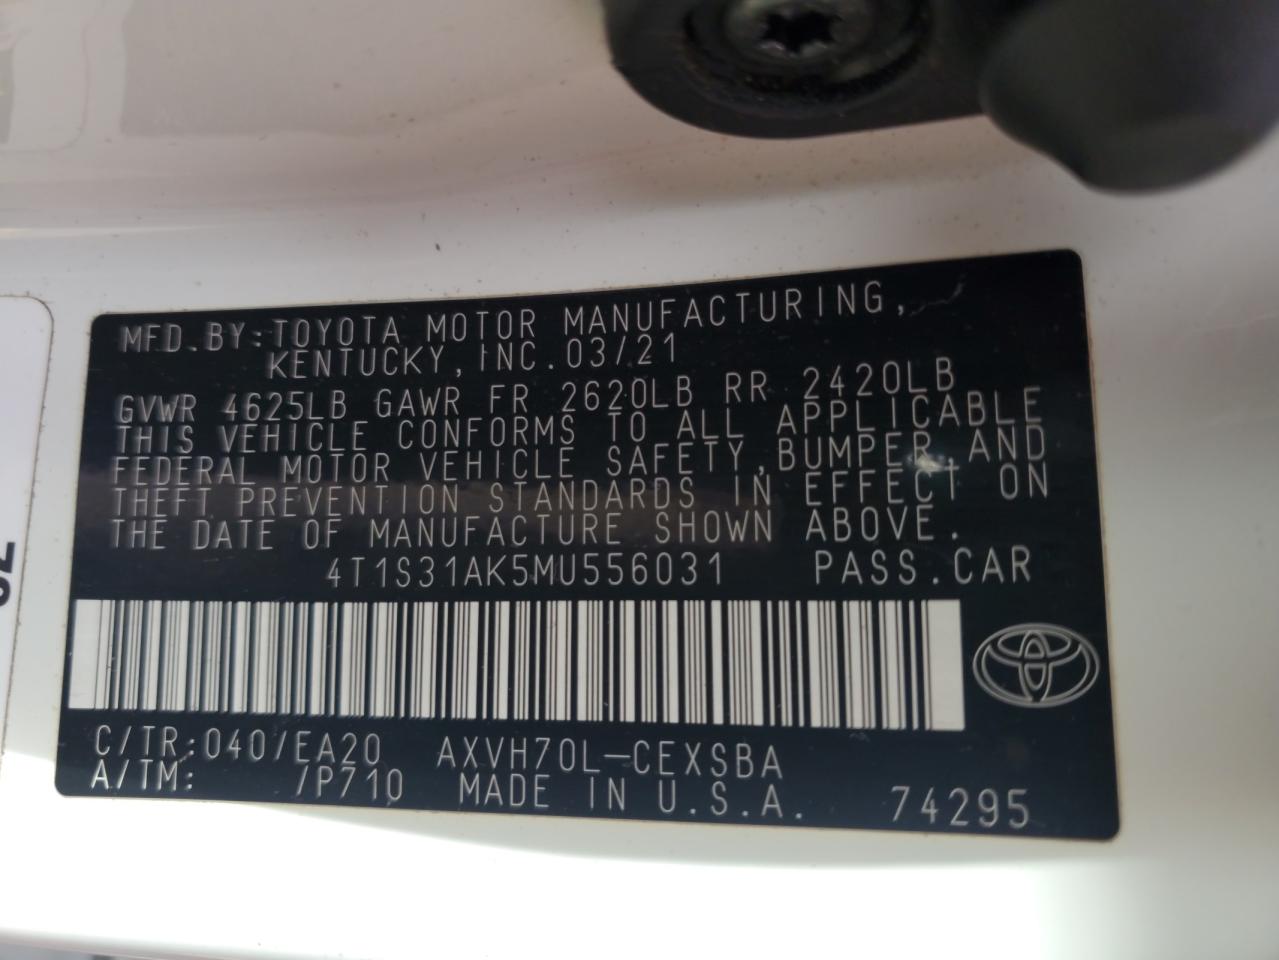 MFD.BY:TOYOTA MOTOR MANUFACTURING,
KENTUCKY,INC.03/21
GVWR 4625LB GAWR FR 2620LB RR 2420LB
THIS VEHICLE CONFORMS TO ALL APPLICABLE
FEDERAL MOTOR VEHICLE SAFETY,BUMPER,AND
THEFT PREVENTION STANDARDS IN EFFECT ON
THE DATE OF MANUFACTURE SHOWN ABOVE.
4T1S31AK5MU556031 PASS.CAR
C/TR:040/EA20 AXVH70L-CEXSBA
A/TM: /P710 MADE IN U.S.A. 74295